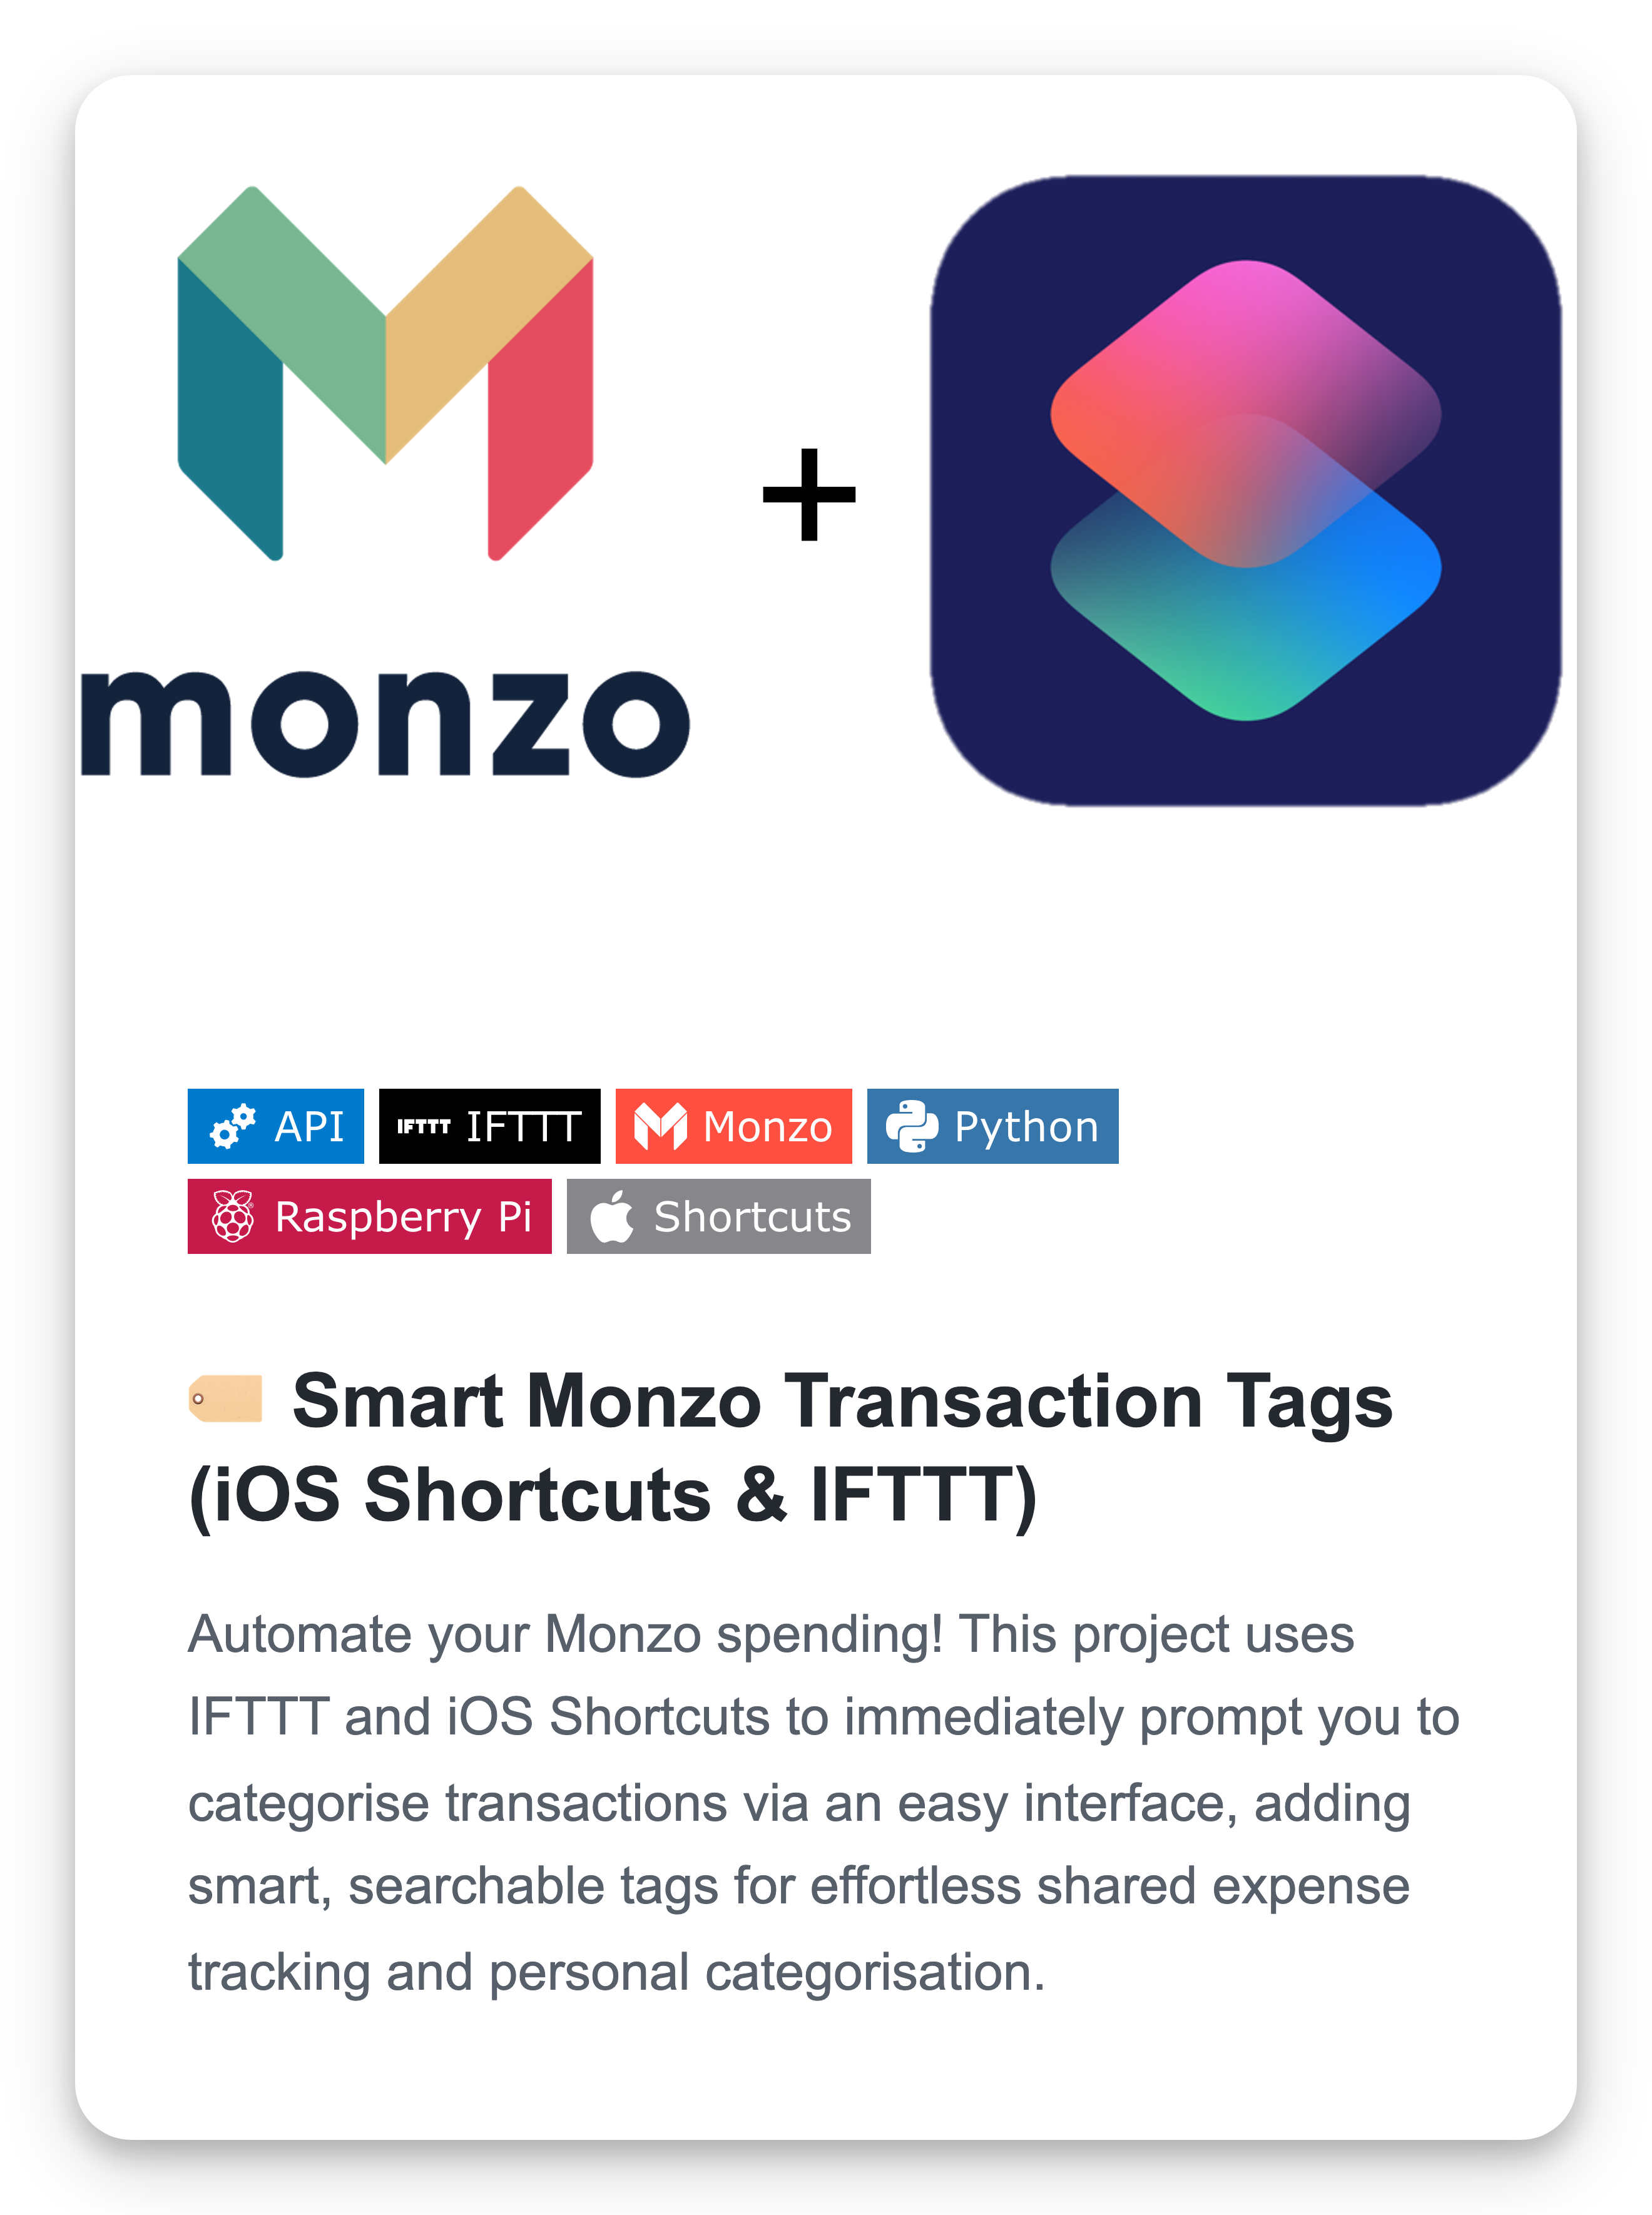 monzo
+
API IFTTT IFTTT Monzo Python
Raspberry Pi Shortcuts
Smart Monzo Transaction Tags
(iOS Shortcuts & IFTTT)
Automate your Monzo spending! This project uses
IFTTT and iOS Shortcuts to immediately prompt you to
categorise transactions via an easy interface, adding
smart, searchable tags for effortless shared expense
tracking and personal categorisation.